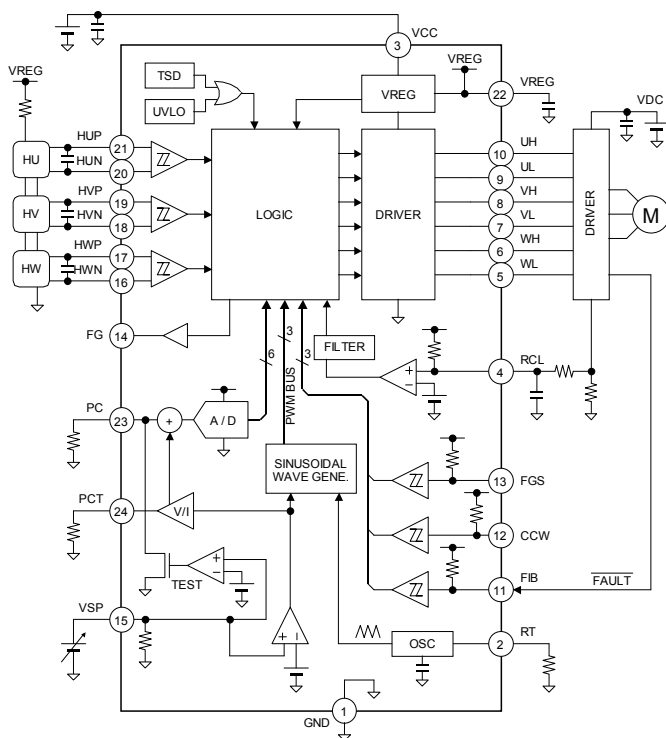 VCC
3
VREG
TSD
UVLO
VREG
VREG
22
VDC
HUP
21
HU
HUN
20
HVP
19
HV
HVN
18
HWP
17
HW
HWN
16
LOGIC
DRIVER
10
UH
9
UL
8
VH
7
VL
6
WH
5
WL
DRIVER
M
FG
14
6
3
3
PWM BUS
FILTER
+
−
4
RCL
PC
23
+
A / D
SINUSOIDAL
WAVE GENE.
13
FGS
PCT
24
V/I
12
CCW
+
−
TEST
11
FIB
FAULT
VSP
15
+
−
OSC
2
RT
1
GND